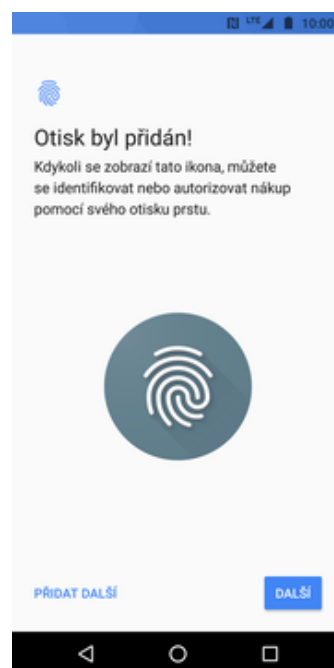 LTE 10:00
Otisk byl přidán!
Kdykoli se zobrazí tato ikona, můžete
se identifikovat nebo autorizovat nákup
pomocí svého otisku prstu.
PŘIDAT DALŠÍ
DALŠÍ